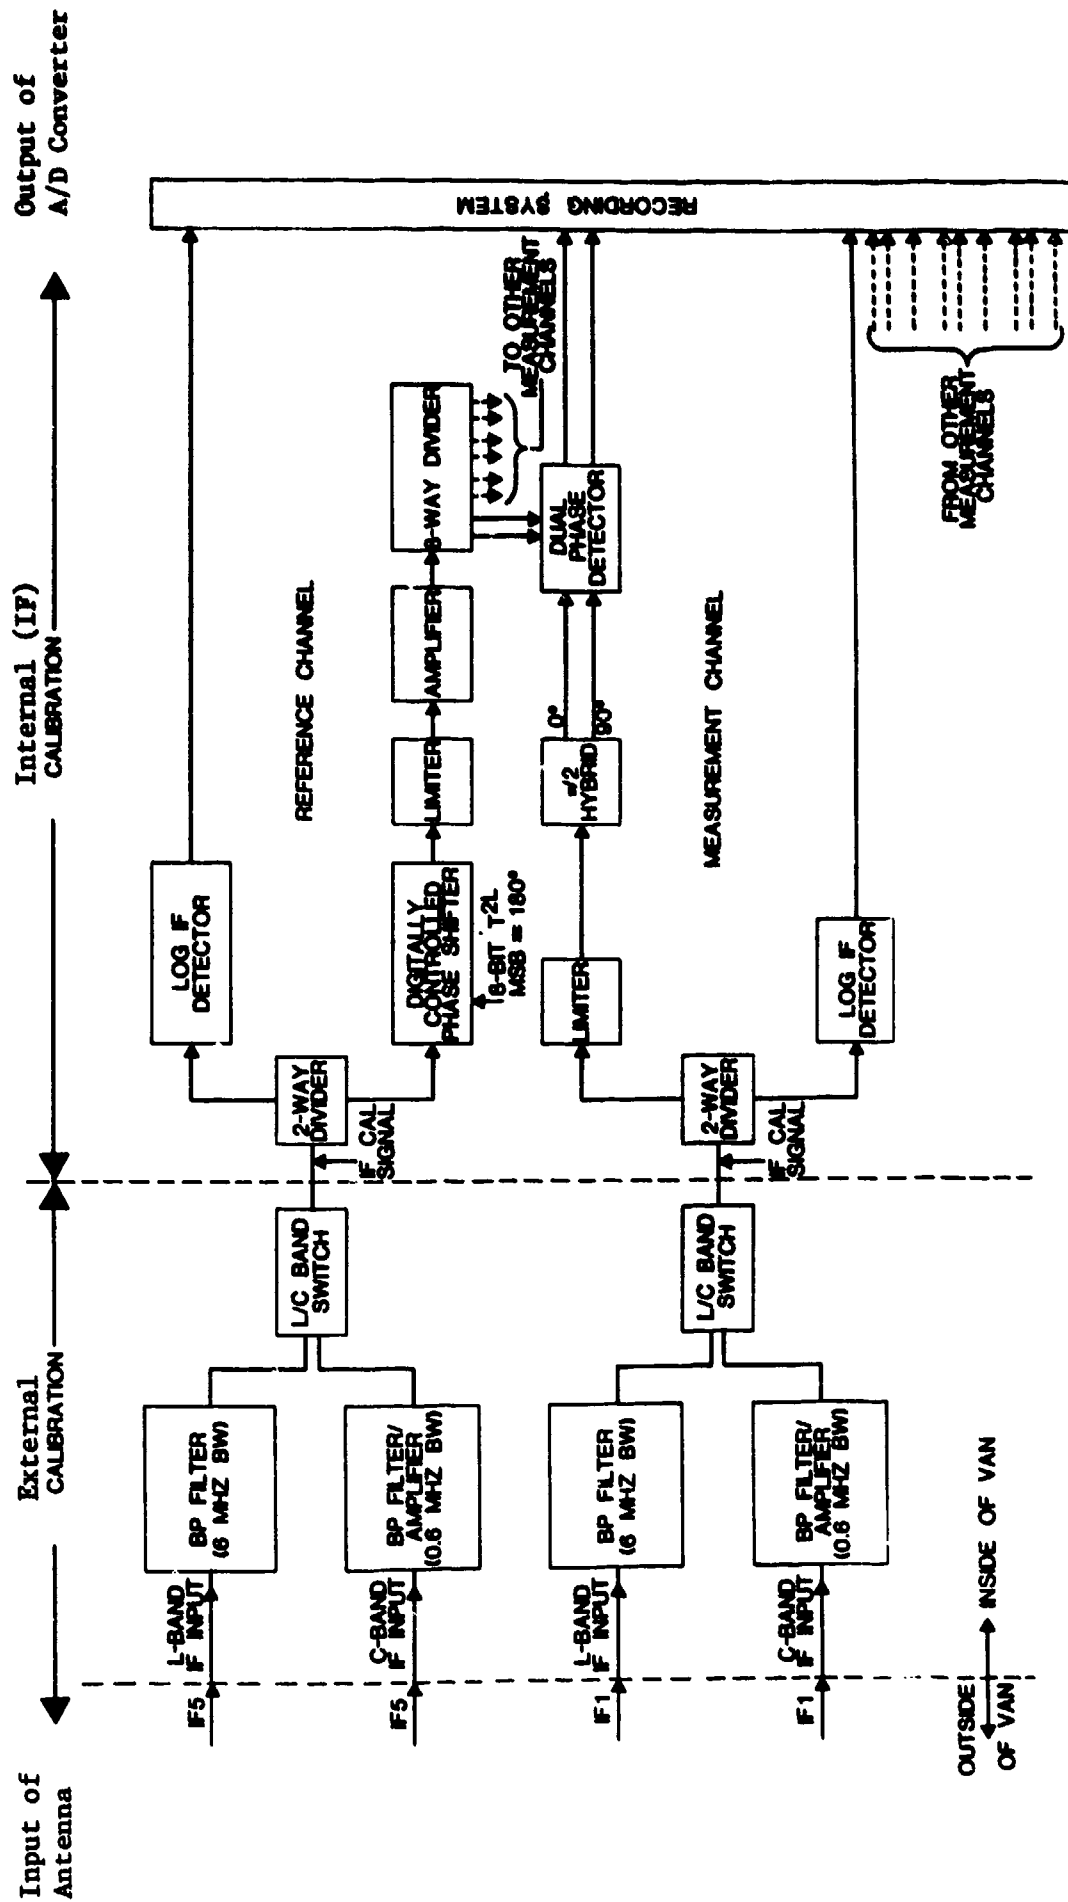 Input of
Antenna
External
CALIBRATION
Internal (IF)
CALIBRATION
Output of
A/D Converter
IF5
L-BAND
IF INPUT
BP FILTER
(6 MHZ BW)
IF5
C-BAND
IF INPUT
BP FILTER/
AMPLIFIER
(0.6 MHZ BW)
L/C BAND
SWITCH
IF CAL
SIGNAL
2-WAY
DIVIDER
LOG IF
DETECTOR
REFERENCE CHANNEL
DIGITALLY
CONTROLLED
PHASE SHIFTER
T²L
MSB = 180°
LIMITER
AMPLIFIER
DIVIDER
TO OTHER
MEASUREMENT
CHANNELS
RECORDING SYSTEM
IF1
L-BAND
IF INPUT
BP FILTER
(6 MHZ BW)
IF1
C-BAND
IF INPUT
BP FILTER/
AMPLIFIER
(0.6 MHZ BW)
L/C BAND
SWITCH
IF CAL
SIGNAL
2-WAY
DIVIDER
LIMITER
π/2
HYBRID
0°
90°
DUAL
PHASE
DETECTOR
MEASUREMENT CHANNEL
LOG IF
DETECTOR
FROM OTHER
MEASUREMENT
CHANNELS
OUTSIDE
OF VAN
INSIDE OF VAN